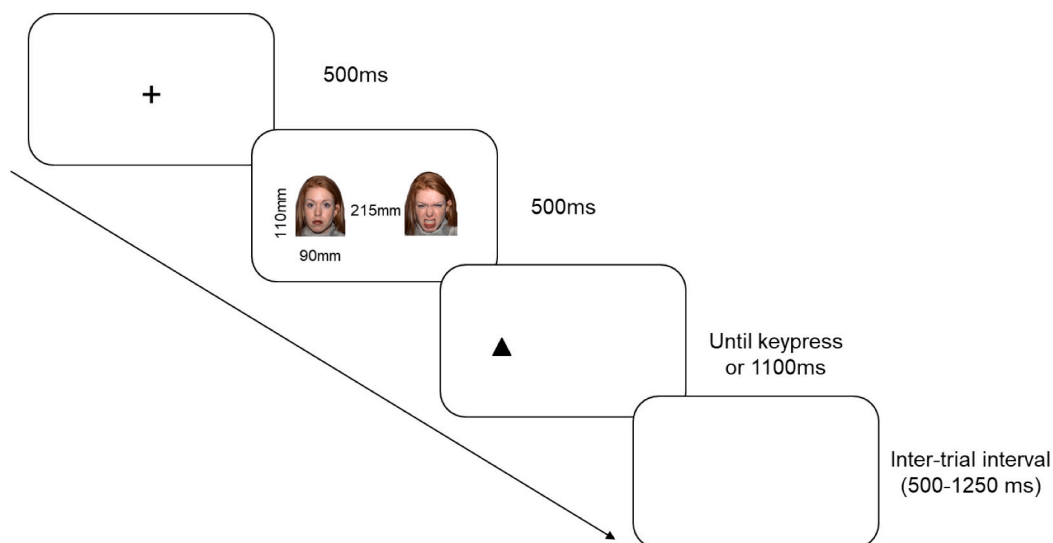 +
500ms
110mm
215mm
90mm
500ms
Until keypress
or 1100ms
Inter-trial interval
(500-1250 ms)